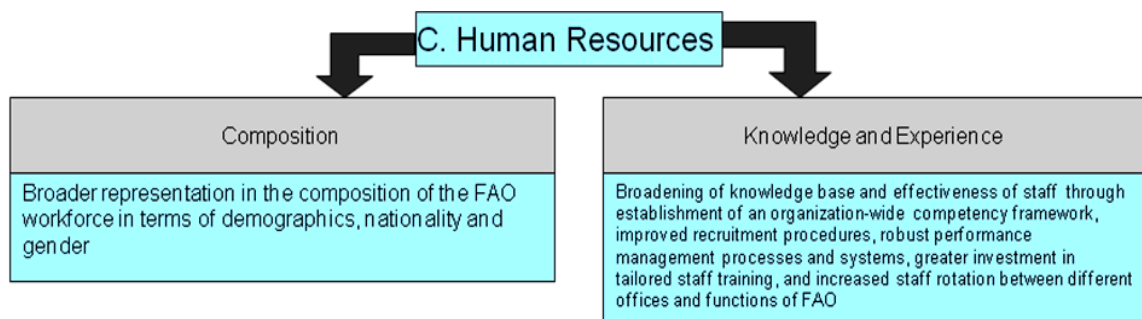 C. Human Resources
Composition
Broader representation in the composition of the FAO
workforce in terms of demographics, nationality and
gender
Knowledge and Experience
Broadening of knowledge base and effectiveness of staff through
establishment of an organization-wide competency framework,
improved recruitment procedures, robust performance
management processes and systems, greater investment in
tailored staff training, and increased staff rotation between different
offices and functions of FAO